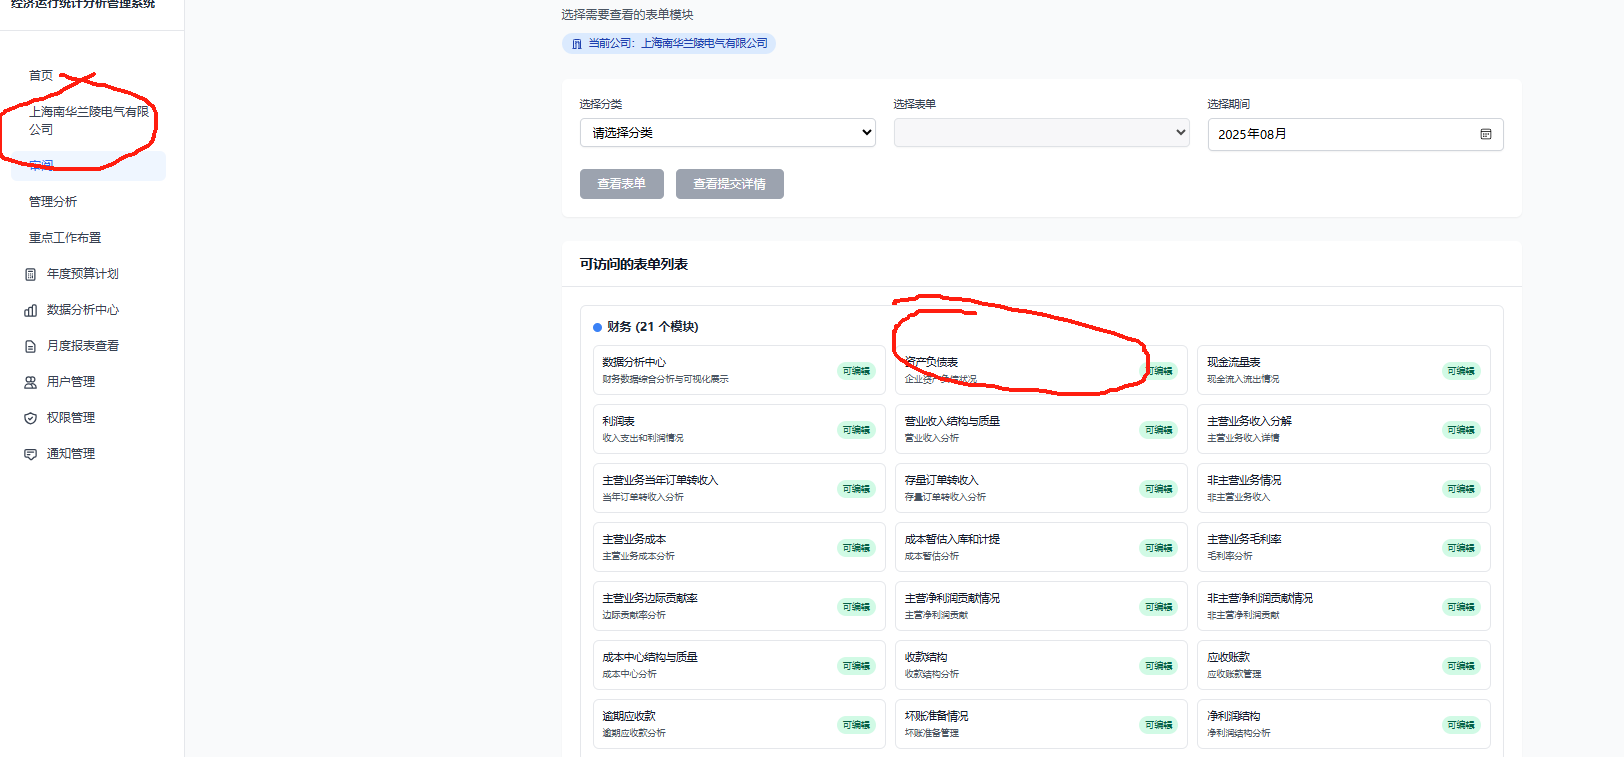 经济运行统计分析管理系统
首页
上海南华兰陵电气有限
公司
审阅
管理分析
重点工作布置
年度预算计划
数据分析中心
月度报表查看
用户管理
权限管理
通知管理
选择需要查看的表单模块
当前公司：上海南华兰陵电气有限公司
选择分类
选择表单
选择期间
请选择分类
2025年08月
查看表单
查看提交详情
可访问的表单列表
财务 (21 个模块)
数据分析中心
财务数据综合分析与可视化展示
可编辑
资产负债表
企业资产负债状况
可编辑
现金流量表
现金流入流出情况
可编辑
利润表
收入支出和利润情况
可编辑
营业收入结构与质量
营业收入分析
可编辑
主营业务收入分解
主营业务收入详情
可编辑
主营业务当年订单转收入
当年订单转收入分析
可编辑
存量订单转收入
存量订单转收入分析
可编辑
非主营业务情况
非主营业务收入
可编辑
主营业务成本
主营业务成本分析
可编辑
成本暂估入库和计提
成本暂估分析
可编辑
主营业务毛利率
毛利率分析
可编辑
主营业务边际贡献率
边际贡献率分析
可编辑
主营净利润贡献情况
主营净利润贡献
可编辑
非主营净利润贡献情况
非主营净利润贡献
可编辑
成本中心结构与质量
成本中心分析
可编辑
收款结构
收款结构分析
可编辑
应收账款
应收账款管理
可编辑
逾期应收款
逾期应收款分析
可编辑
坏账准备情况
坏账准备管理
可编辑
净利润结构
净利润结构分析
可编辑